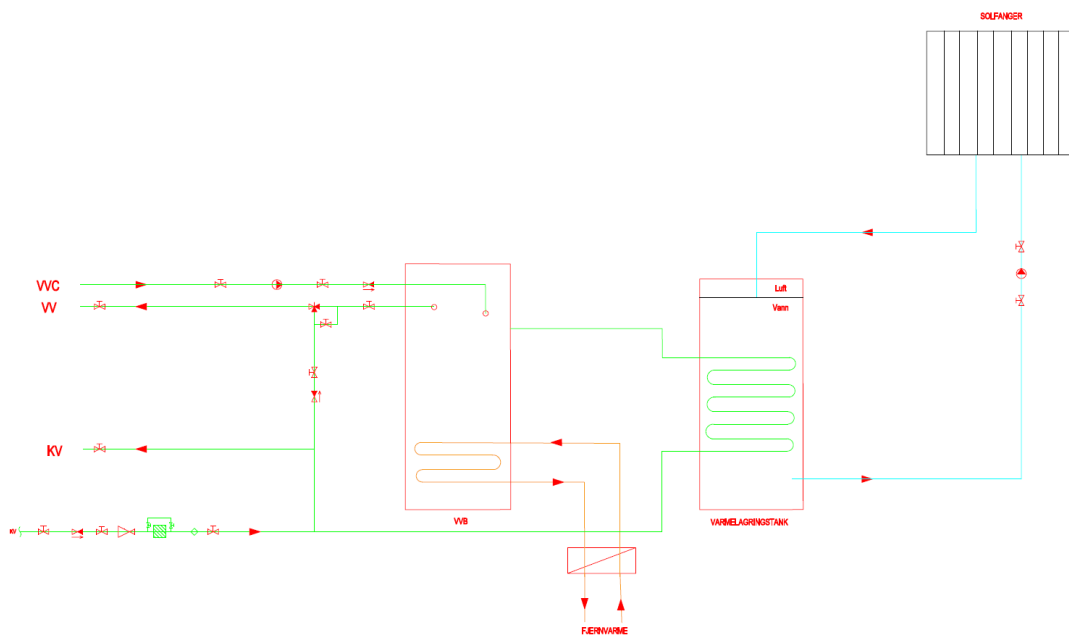 SOLFANGER
VVC
VV
Luft
Vann
KV
KV
VVB
VARMELAGRINGSTANK
FJERNVARME